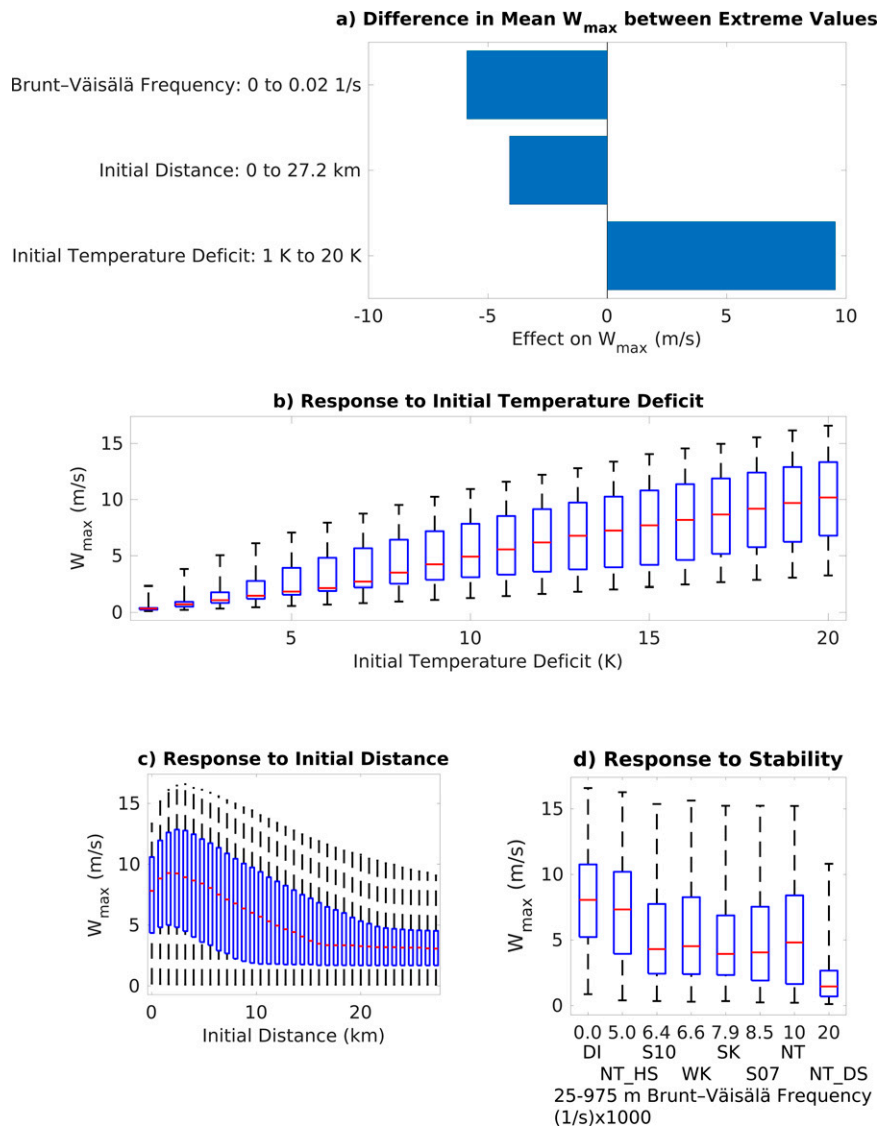 a) Difference in Mean Wmax between Extreme Values
Brunt–Väisälä Frequency: 0 to 0.02 1/s
Initial Distance: 0 to 27.2 km
Initial Temperature Deficit: 1 K to 20 K
-10 -5 0 5 10
Effect on Wmax (m/s)
b) Response to Initial Temperature Deficit
15
10
5
0
Wmax (m/s)
5 10 15 20
Initial Temperature Deficit (K)
c) Response to Initial Distance
15
10
5
0
Wmax (m/s)
0 10 20
Initial Distance (km)
d) Response to Stability
15
10
5
0
Wmax (m/s)
0.0 5.0 6.4 6.6 7.9 8.5 10 20
DI S10 SK NT
NT_HS WK S07 NT_DS
25-975 m Brunt–Väisälä Frequency
(1/s)x1000